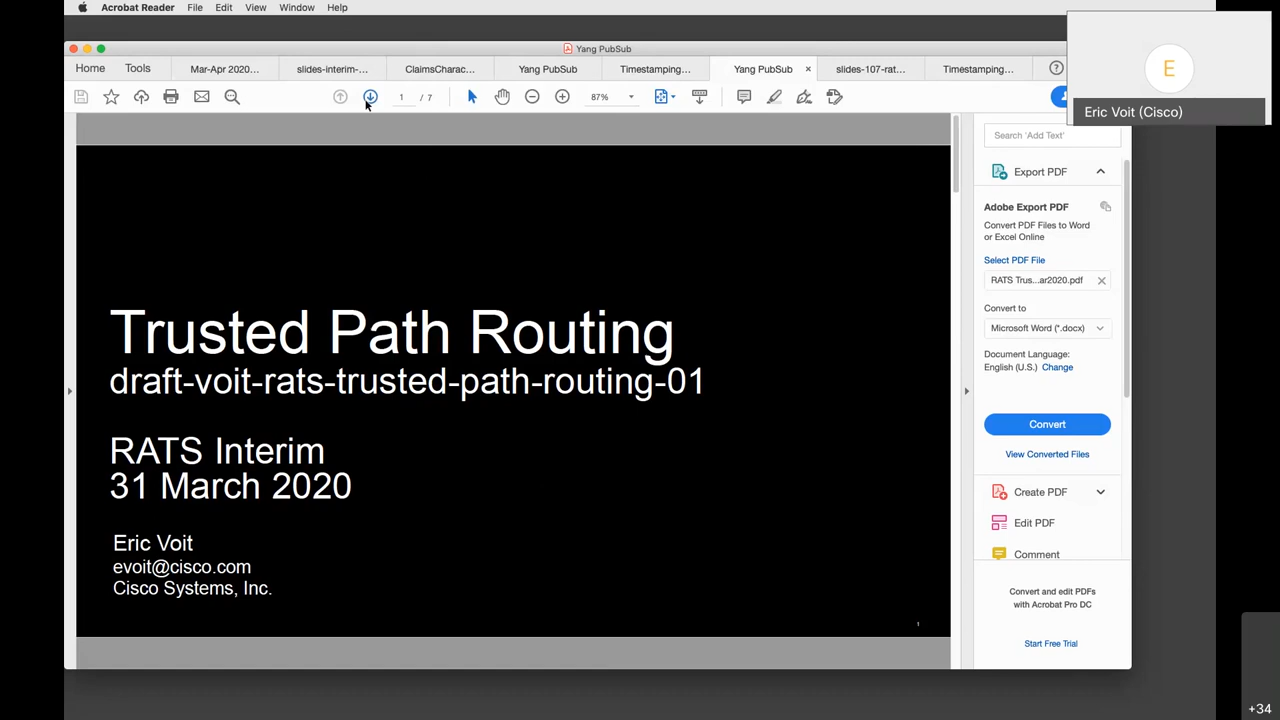 Acrobat Reader File Edit View Window Help
Yang PubSub
Home Tools Mar-Apr 2020... slides-interim-... ClaimsCharac... Yang PubSub Timestamping... Yang PubSub × slides-107-rat... Timestamping...
1 / 7 87%
E
Eric Voit (Cisco)
Trusted Path Routing
draft-voit-rats-trusted-path-routing-01
RATS Interim
31 March 2020
Eric Voit
evoit@cisco.com
Cisco Systems, Inc.
1
Search 'Add Text'
Export PDF
Adobe Export PDF
Convert PDF Files to Word
or Excel Online
Select PDF File
RATS Trus...ar2020.pdf
Convert to
Microsoft Word (*.docx)
Document Language:
English (U.S.) Change
Convert
View Converted Files
Create PDF
Edit PDF
Comment
Convert and edit PDFs
with Acrobat Pro DC
Start Free Trial
+34